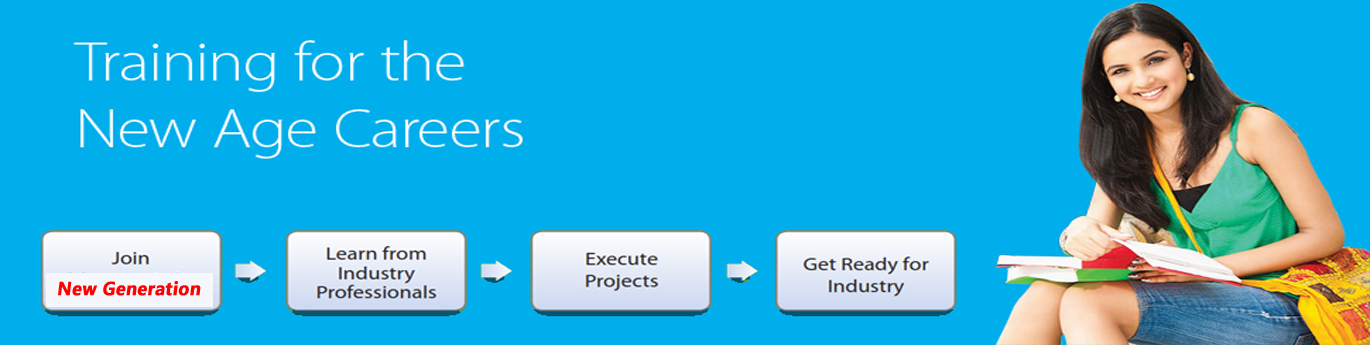 Training for the
New Age Careers
Join
New Generation
Learn from
Industry
Professionals
Execute
Projects
Get Ready for
Industry